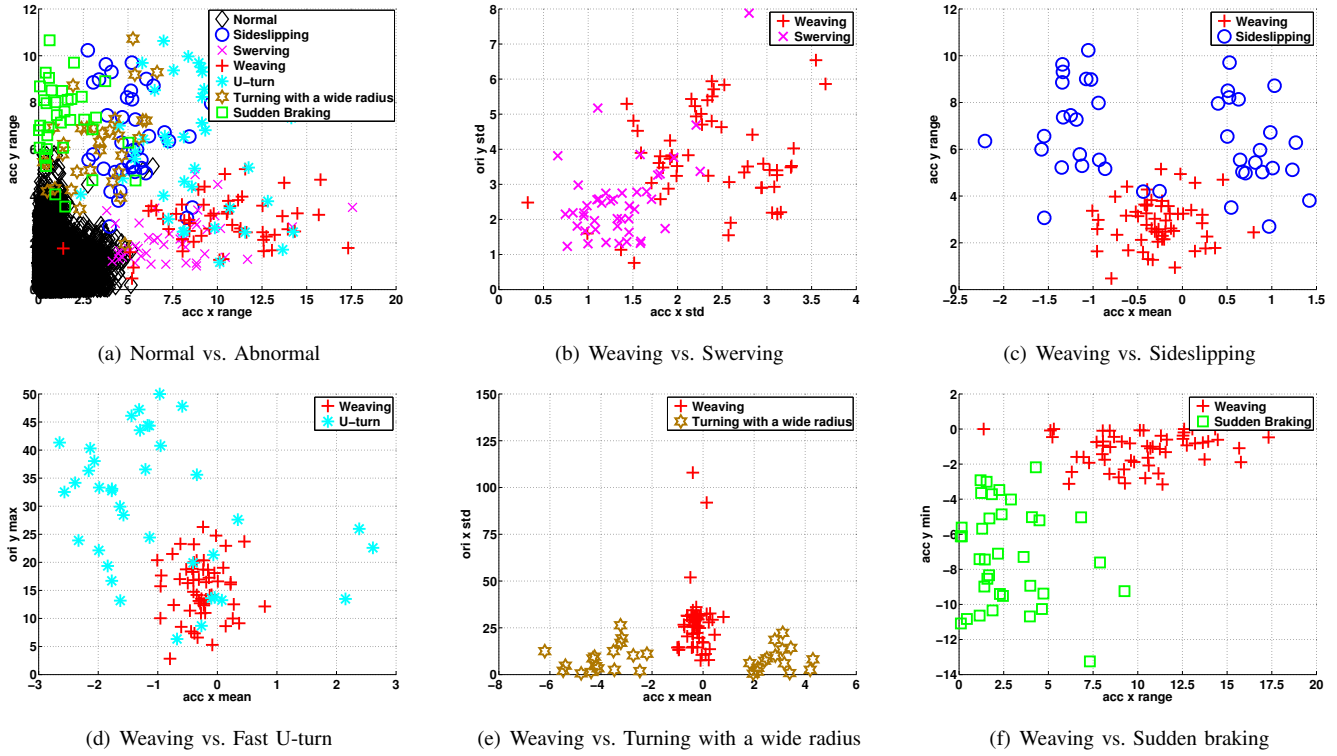 acc y range
12
10
8
6
4
2
0
0 2.5 5 7.5 10 12.5 15 17.5 20
acc x range
Normal
Sideslipping
Swerving
Weaving
U-turn
Turning with a wide radius
Sudden Braking
(a) Normal vs. Abnormal
ori y std
8
7
6
5
4
3
2
1
0
0 0.5 1 1.5 2 2.5 3 3.5 4
acc x std
Weaving
Swerving
(b) Weaving vs. Swerving
acc y range
12
10
8
6
4
2
0
-2.5 -2 -1.5 -1 -0.5 0 0.5 1 1.5
acc x mean
Weaving
Sideslipping
(c) Weaving vs. Sideslipping
ori y max
50
45
40
35
30
25
20
15
10
5
0
−3 −2 −1 0 1 2 3
acc x mean
Weaving
U-turn
(d) Weaving vs. Fast U-turn
ori x std
150
125
100
75
50
25
0
−8 −6 −4 −2 0 2 4 6
acc x mean
Weaving
Turning with a wide radius
(e) Weaving vs. Turning with a wide radius
acc y min
2
0
−2
−4
−6
−8
−10
−12
−14
0 2.5 5 7.5 10 12.5 15 17.5 20
acc x range
Weaving
Sudden Braking
(f) Weaving vs. Sudden braking